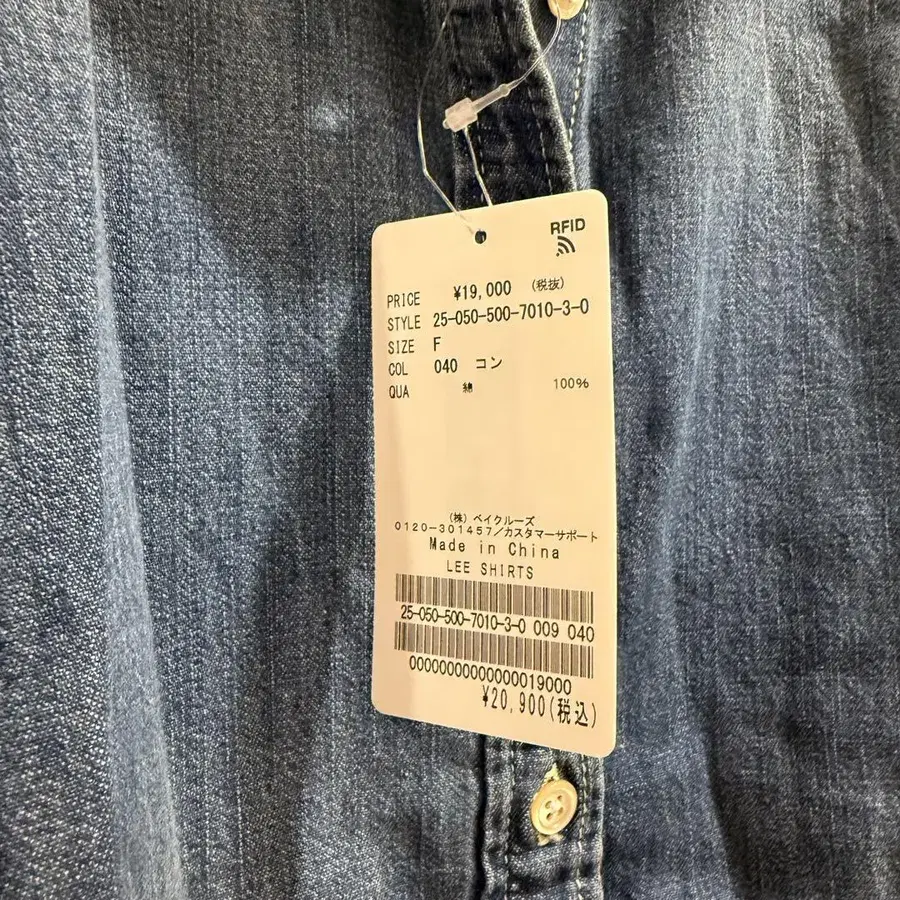 RFID
PRICE ¥19,000 (税抜)
STYLE 25-050-500-7010-3-0
SIZE F
COL 040 コン
QUA 綿 100%
(株) ベイクルーズ
0120-301457/カスタマーサポート
Made in China
LEE SHIRTS
25-050-500-7010-3-0 009 040
0000000000000019000
¥20,900(税込)